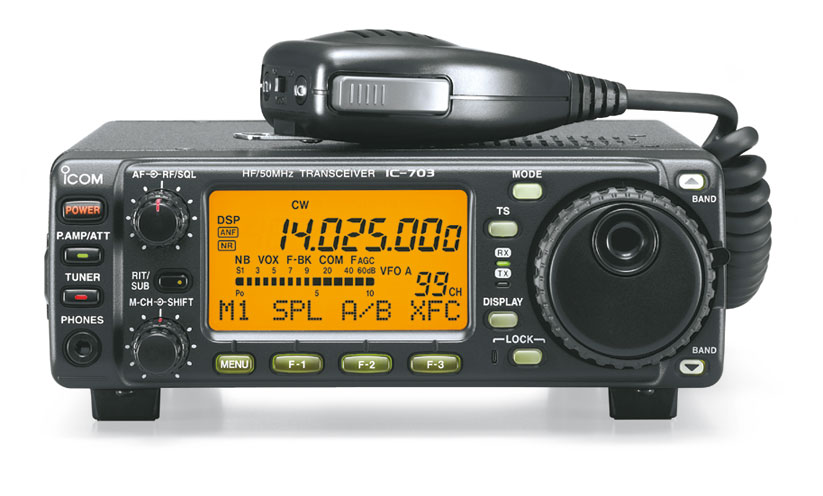 ICOM
AF RF/SQL
HF/50MHz TRANSCEIVER IC-703
MODE
BAND
POWER
CW
DSP
14.025.000
TS
P.AMP/ATT
ANF
NR
NB VOX F-BK COM FAGC
RX
S1 3 5 7 9 20 40 60dB VFO A
TX
TUNER
RIT/
SUB
99CH
Po 5 10
M-CH SHIFT
DISPLAY
M1 SPL A/B XFC
PHONES
LOCK
BAND
MENU F-1 F-2 F-3